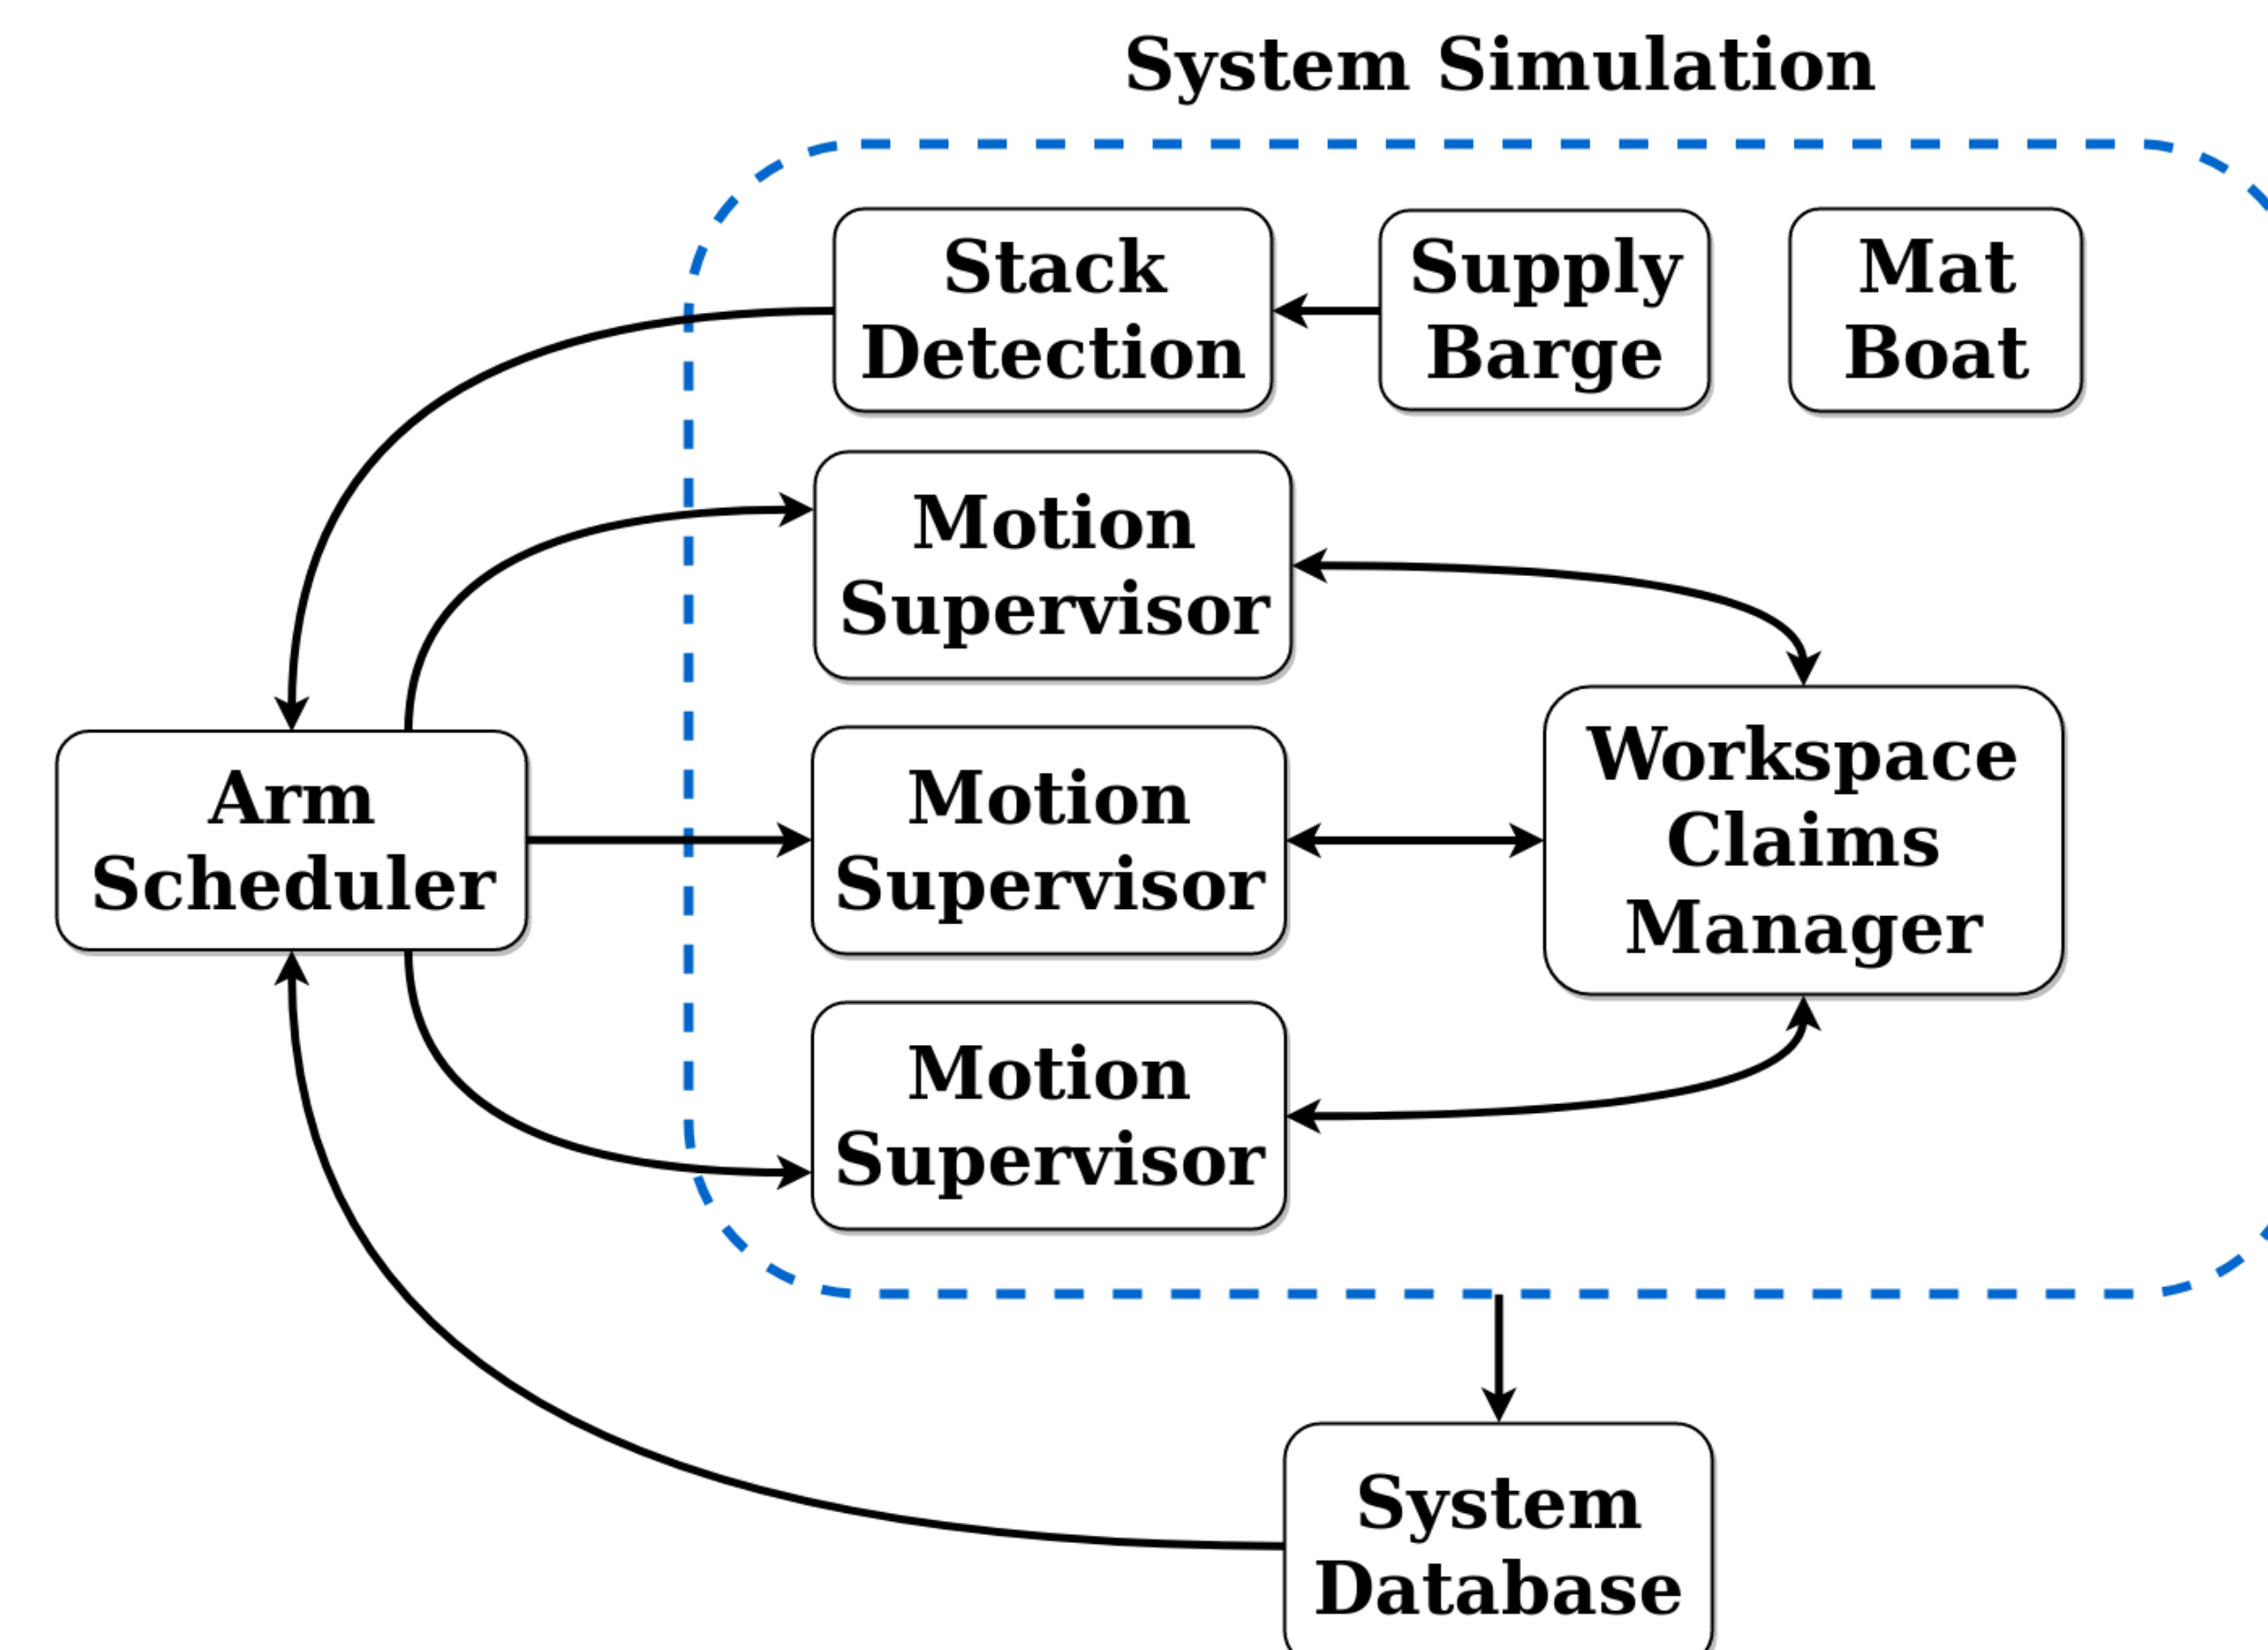 System Simulation
Stack
Detection
Supply
Barge
Mat
Boat
Motion
Supervisor
Arm
Scheduler
Motion
Supervisor
Workspace
Claims
Manager
Motion
Supervisor
System
Database